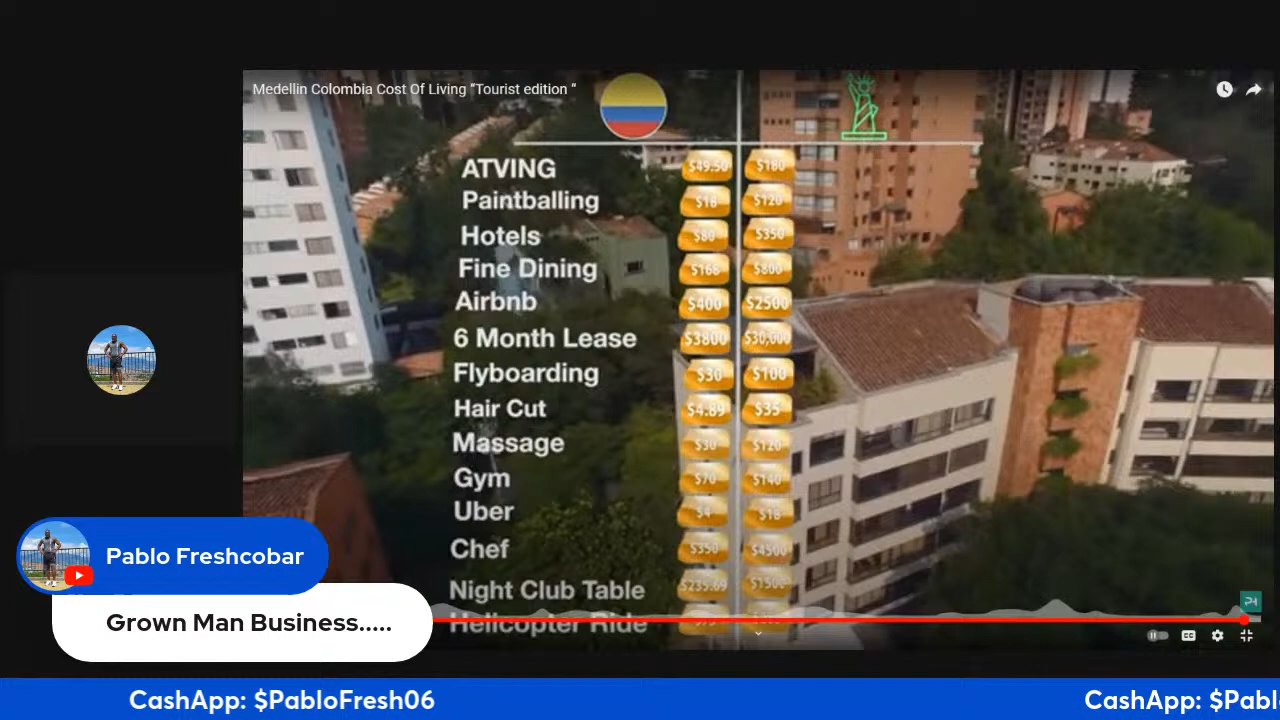 Medellin Colombia Cost Of Living "Tourist edition "
ATVING $49.50 $180
Paintballing $18 $120
Hotels $80 $350
Fine Dining $168 $800
Airbnb $400 $2500
6 Month Lease $3800 $30,000
Flyboarding $30 $100
Hair Cut $4.89 $35
Massage $30 $120
Gym $70 $140
Uber $4 $18
Chef $350 $4500
Night Club Table $235.69 $1500
Helicopter Ride
CC
Pablo Freshcobar
Grown Man Business.....
CashApp: $PabloFresh06 CashApp: $Pabl